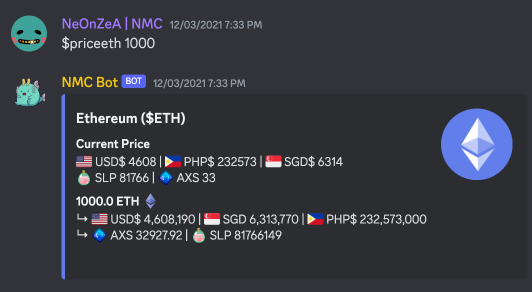 NeOnZeA | NMC 12/03/2021 7:33 PM
$priceeth 1000
NMC Bot BOT 12/03/2021 7:33 PM
Ethereum ($ETH)
Current Price
USD$ 4608 | PHP$ 232573 | SGD$ 6314
SLP 81766 | AXS 33
1000.0 ETH
↳ USD$ 4,608,190 | SGD 6,313,770 | PHP$ 232,573,000
↳ AXS 32927.92 | SLP 81766149